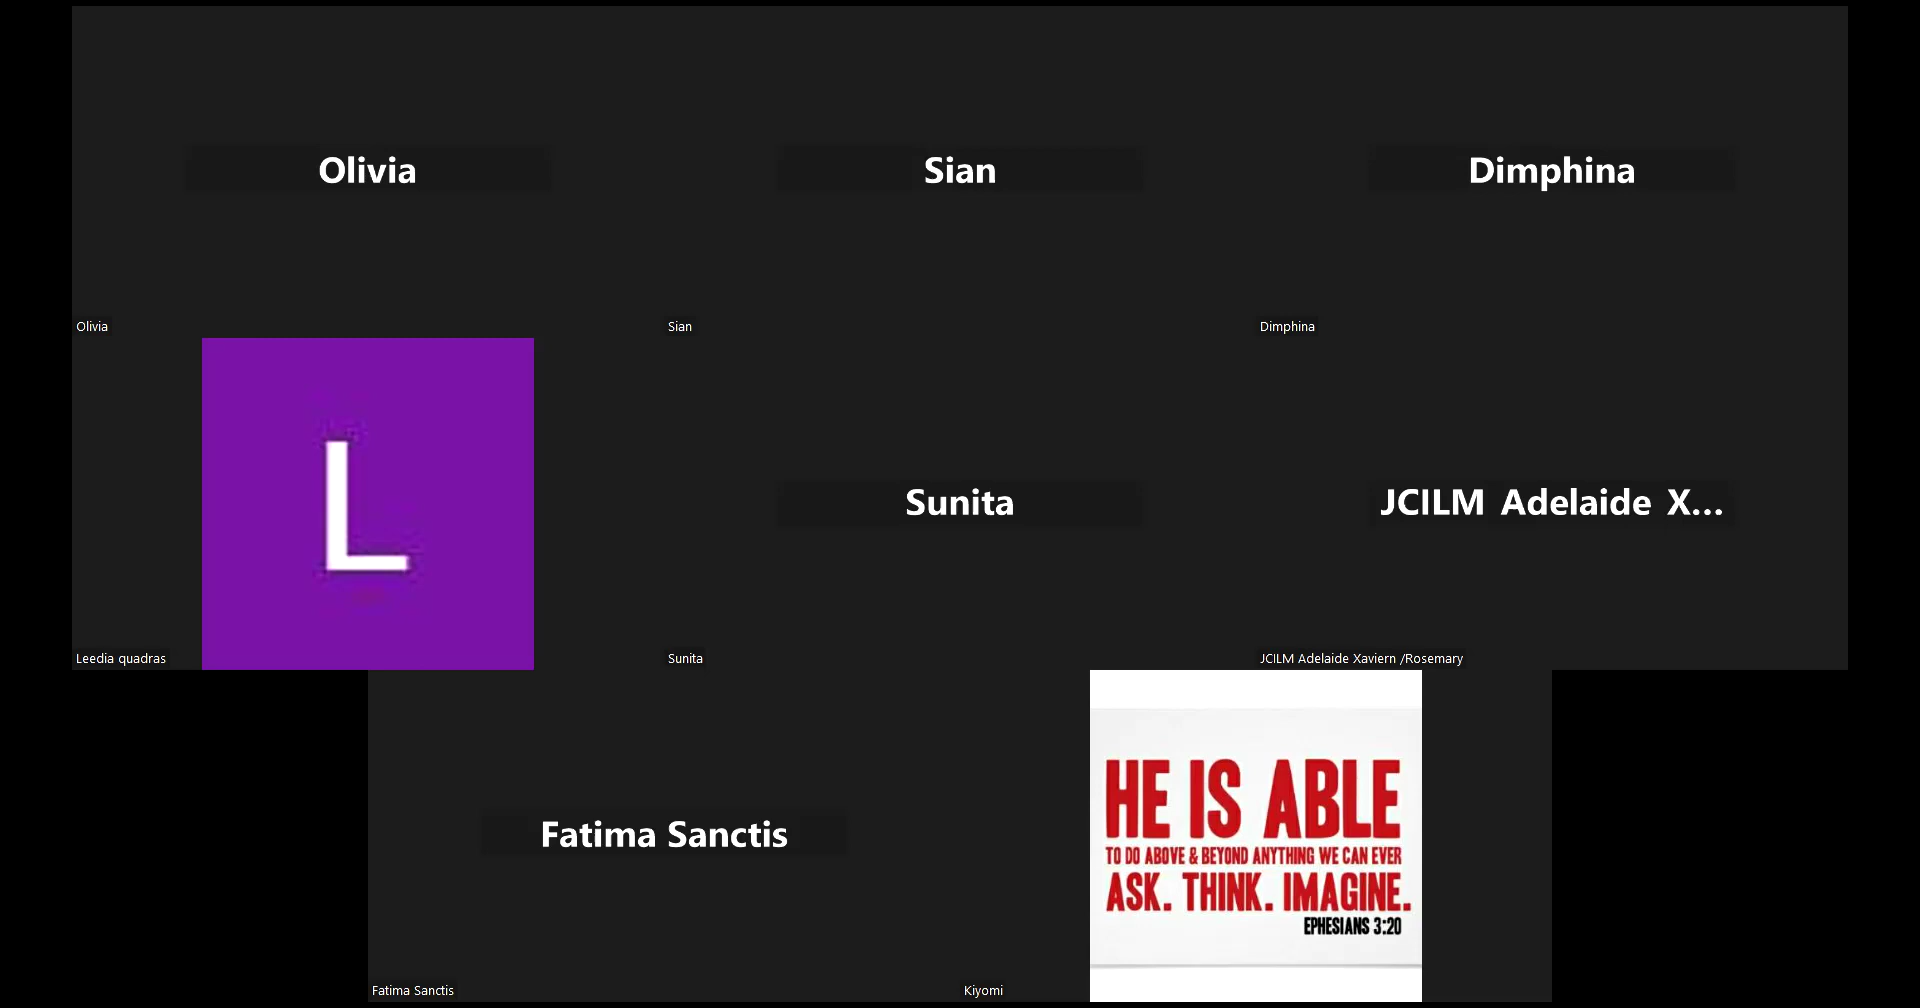 Olivia
Sian
Dimphina
Olivia
Sian
Dimphina
L
Sunita
JCILM Adelaide X...
Leedia quadras
Sunita
JCILM Adelaide Xaviern /Rosemary
Fatima Sanctis
HE IS ABLE
TO DO ABOVE & BEYOND ANYTHING WE CAN EVER
ASK. THINK. IMAGINE.
EPHESIANS 3:20
Fatima Sanctis
Kiyomi